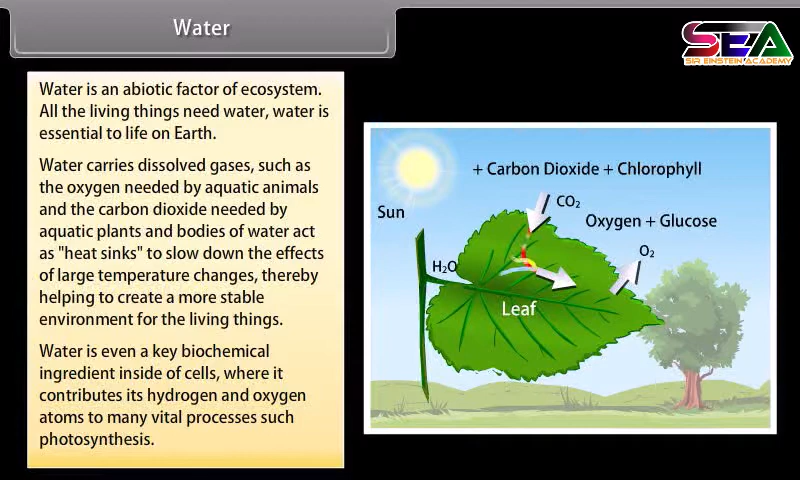 Water
SEA
SIR EINSTEIN ACADEMY
Water is an abiotic factor of ecosystem.
All the living things need water, water is
essential to life on Earth.
Water carries dissolved gases, such as
the oxygen needed by aquatic animals
and the carbon dioxide needed by
aquatic plants and bodies of water act
as "heat sinks" to slow down the effects
of large temperature changes, thereby
helping to create a more stable
environment for the living things.
Water is even a key biochemical
ingredient inside of cells, where it
contributes its hydrogen and oxygen
atoms to many vital processes such
photosynthesis.
+ Carbon Dioxide + Chlorophyll
Sun
CO₂
Oxygen + Glucose
O₂
H₂O
Leaf